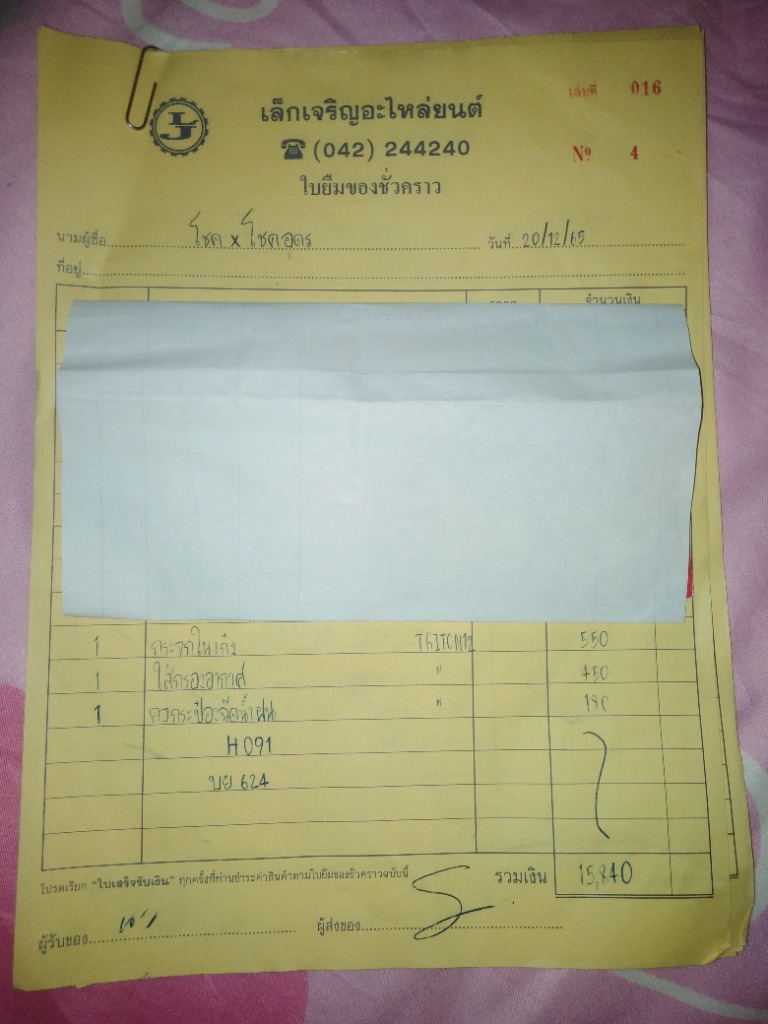 LJ
เล็กเจริญอะไหล่ยนต์
เล่มที่ 016
☎ (042) 244240
Nº 4
ใบยืมของชั่วคราว
นามผู้ซื้อ โชค x โชคอุดร วันที่ 20/12/65
ที่อยู่
จำนวนเงิน
1 กระจกในเก๋ง TRITON 550
1 ไส้กรองอากาศ " 450
1 กระป๋องฉีดน้ำฝน " 180
H 091
บย 624
โปรดเรียก "ใบเสร็จรับเงิน" ทุกครั้งที่ท่านชำระค่าสินค้าตามใบยืมของชั่วคราวฉบับนี้ รวมเงิน 15,840
ผู้รับของ ผู้ส่งของ